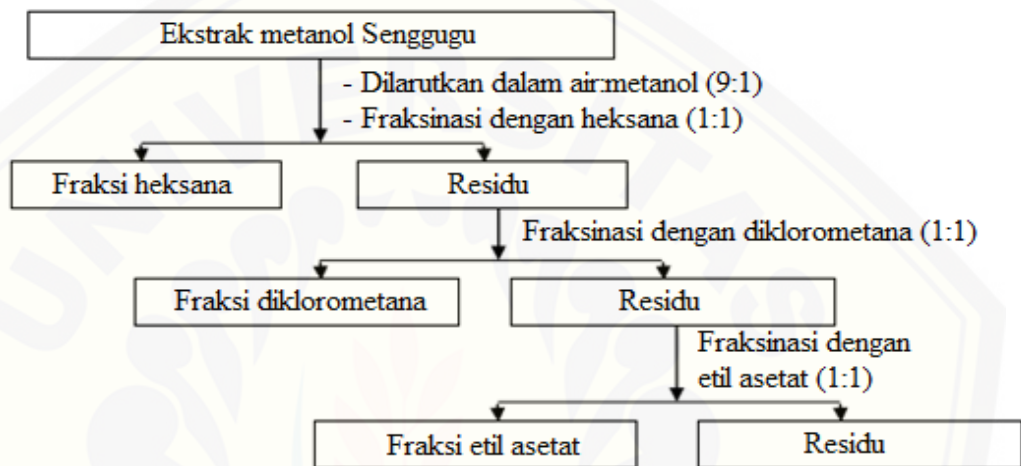 Ekstrak metanol Senggugu
- Dilarutkan dalam air:metanol (9:1)
- Fraksinasi dengan heksana (1:1)
Fraksi heksana
Residu
Fraksinasi dengan diklorometana (1:1)
Fraksi diklorometana
Residu
Fraksinasi dengan
etil asetat (1:1)
Fraksi etil asetat
Residu
UNIVERSITAS